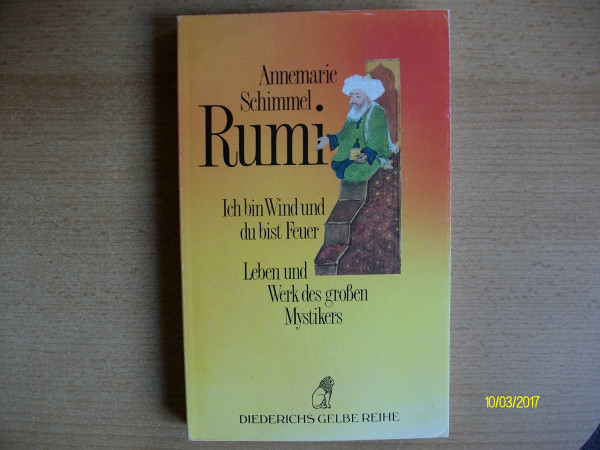 Annemarie
Schimmel
Rumi
Ich bin Wind und
du bist Feuer
Leben und
Werk des großen
Mystikers
DIEDERICHS GELBE REIHE
10/03/2017